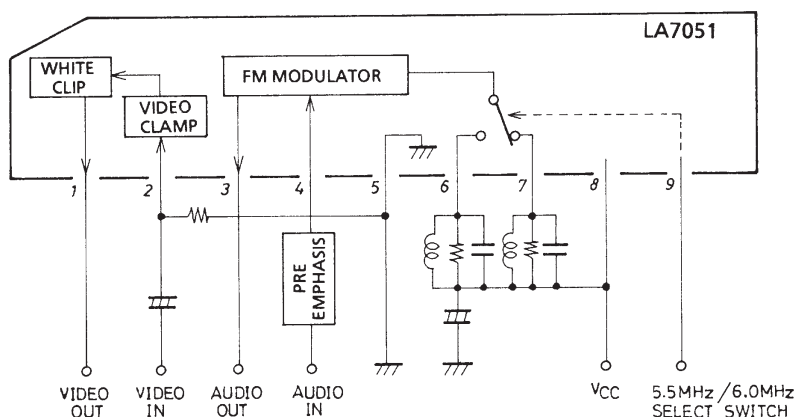 LA7051
WHITE
CLIP
VIDEO
CLAMP
FM MODULATOR
1
2
3
4
5
6
7
8
9
PRE
EMPHASIS
VIDEO
OUT
VIDEO
IN
AUDIO
OUT
AUDIO
IN
VCC
5.5MHz/6.0MHz
SELECT SWITCH